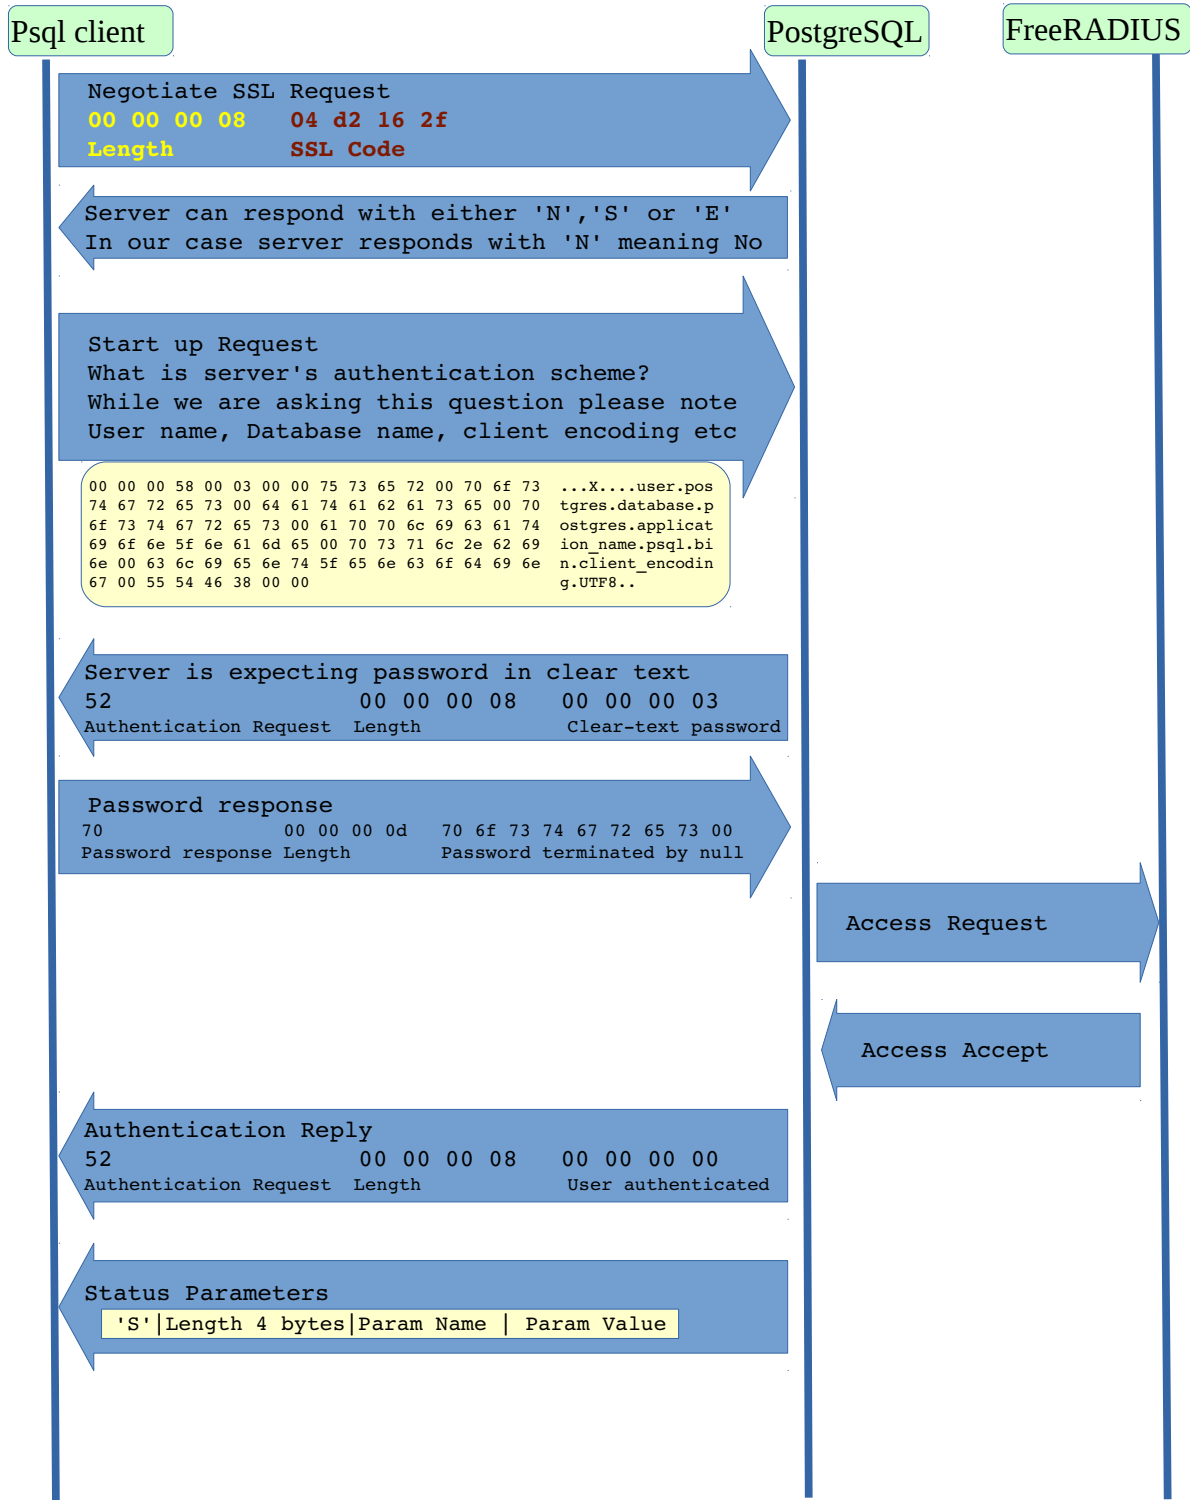 Psql client
PostgreSQL
FreeRADIUS
Negotiate SSL Request
00 00 00 08 04 d2 16 2f
Length SSL Code
Server can respond with either 'N','S' or 'E'
In our case server responds with 'N' meaning No
Start up Request
What is server's authentication scheme?
While we are asking this question please note
User name, Database name, client encoding etc
00 00 00 58 00 03 00 00 75 73 65 72 00 70 6f 73 ...X....user.pos
74 67 72 65 73 00 64 61 74 61 62 61 73 65 00 70 tgres.database.p
6f 73 74 67 72 65 73 00 61 70 70 6c 69 63 61 74 ostgres.applicat
69 6f 6e 5f 6e 61 6d 65 00 70 73 71 6c 2e 62 69 ion_name.psql.bi
6e 00 63 6c 69 65 6e 74 5f 65 6e 63 6f 64 69 6e n.client_encodin
67 00 55 54 46 38 00 00 g.UTF8..
Server is expecting password in clear text
52 00 00 00 08 00 00 00 03
Authentication Request Length Clear-text password
Password response
70 00 00 00 0d 70 6f 73 74 67 72 65 73 00
Password response Length Password terminated by null
Access Request
Access Accept
Authentication Reply
52 00 00 00 08 00 00 00 00
Authentication Request Length User authenticated
Status Parameters
'S'|Length 4 bytes|Param Name | Param Value